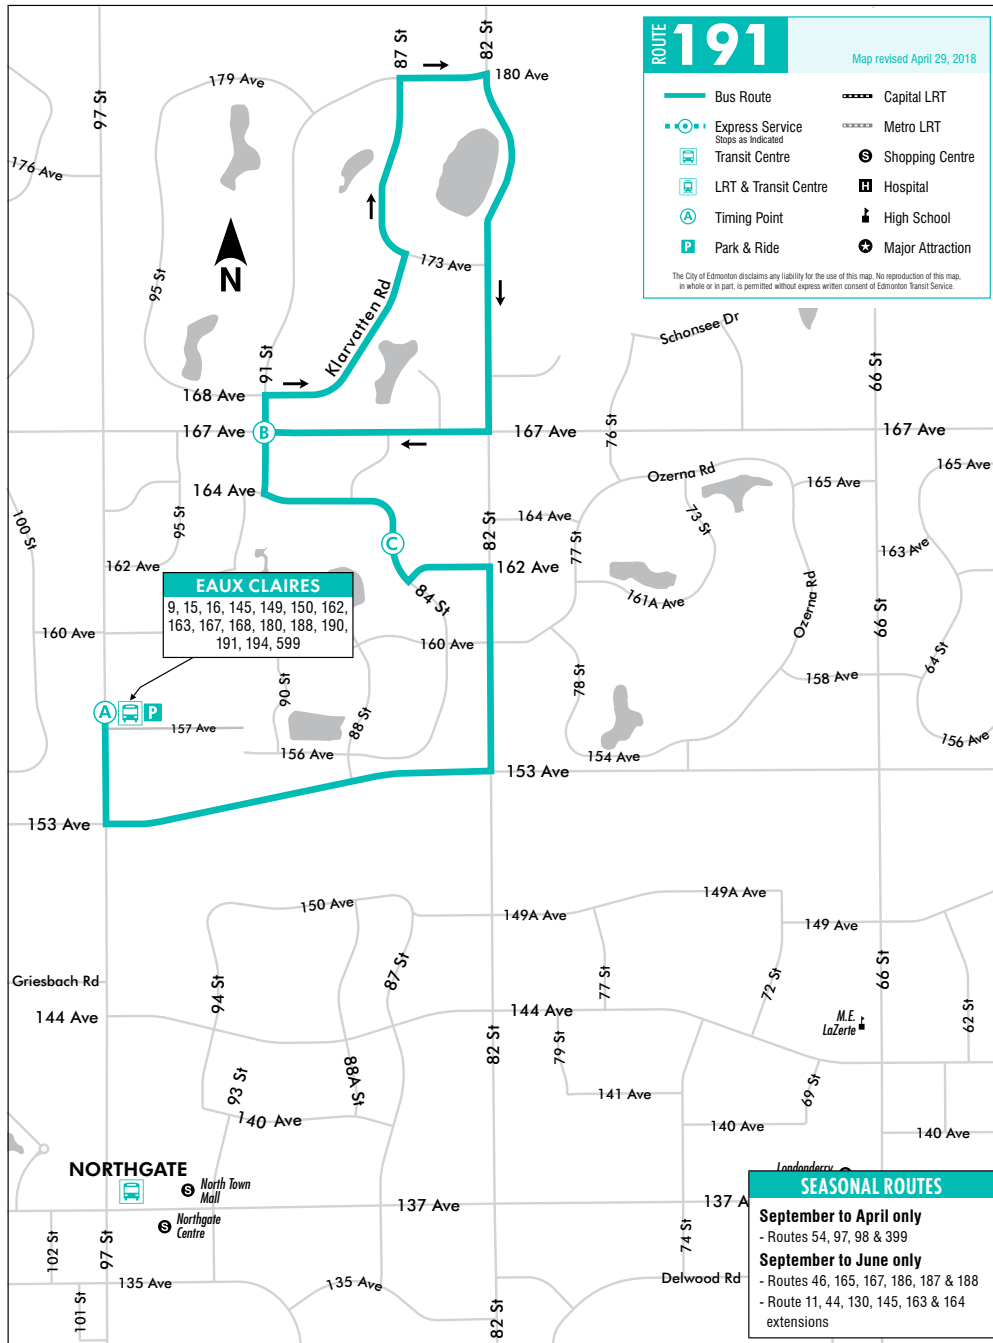 ROUTE 191
Map revised April 29, 2018
Bus Route
Express Service
Stops as Indicated
Transit Centre
LRT & Transit Centre
Timing Point
A
Park & Ride
P
Capital LRT
Metro LRT
Shopping Centre
S
Hospital
H
High School
Major Attraction
The City of Edmonton disclaims any liability for the use of this map. No reproduction of this map,
in whole or in part, is permitted without express written consent of Edmonton Transit Service.
87 St
82 St
180 Ave
179 Ave
97 St
176 Ave
N
95 St
173 Ave
Klarvatten Rd
91 St
168 Ave
Schonsee Dr
66 St
167 Ave
B
167 Ave
76 St
167 Ave
164 Ave
95 St
100 St
C
82 St
164 Ave
77 St
Ozerna Rd
73 St
165 Ave
165 Ave
163 Ave
162 Ave
162 Ave
84 St
161A Ave
Ozerna Rd
66 St
EAUX CLAIRES
9, 15, 16, 145, 149, 150, 162,
163, 167, 168, 180, 188, 190,
191, 194, 599
160 Ave
160 Ave
64 St
90 St
78 St
158 Ave
A
P
157 Ave
88 St
156 Ave
154 Ave
156 Ave
153 Ave
153 Ave
150 Ave
149A Ave
149A Ave
149 Ave
Griesbach Rd
94 St
87 St
77 St
72 St
66 St
144 Ave
144 Ave
62 St
M.E.
LaZerte
82 St
79 St
93 St
88A St
69 St
141 Ave
140 Ave
140 Ave
140 Ave
NORTHGATE
S
North Town
Mall
S
Northgate
Centre
Londonderry
137 Ave
137 A
102 St
97 St
74 St
135 Ave
135 Ave
Delwood Rd
101 St
82 St
SEASONAL ROUTES
September to April only
- Routes 54, 97, 98 & 399
September to June only
- Routes 46, 165, 167, 186, 187 & 188
- Route 11, 44, 130, 145, 163 & 164
extensions